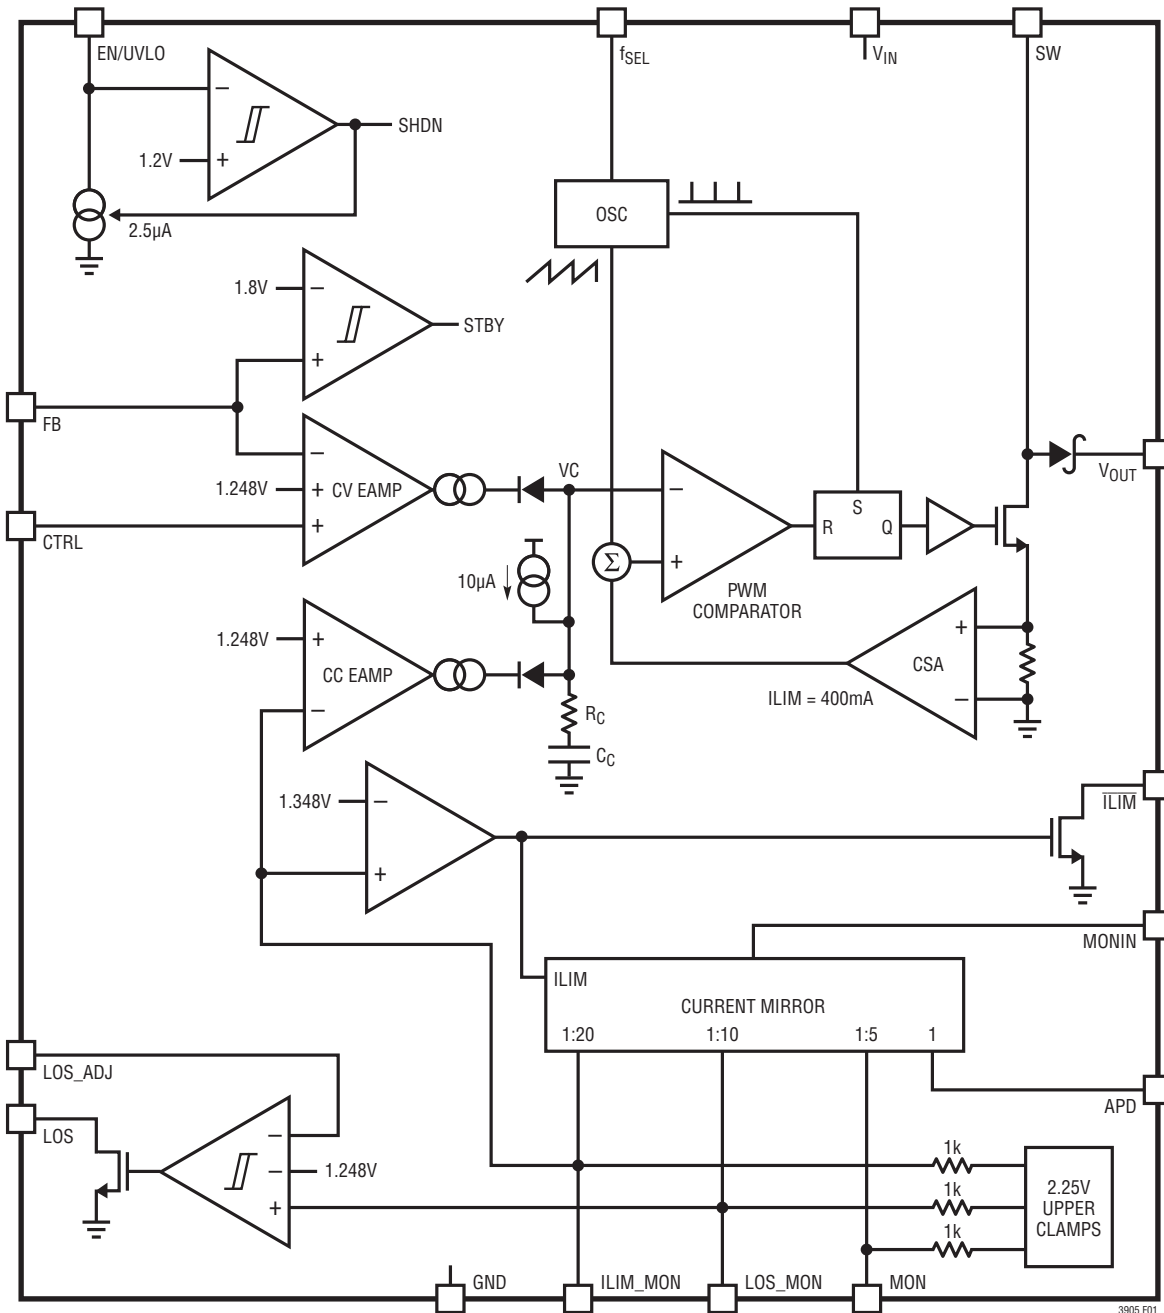 EN/UVLO
fSEL
VIN
SW
−
SHDN
1.2V
+
2.5µA
OSC
1.8V
−
STBY
+
FB
−
1.248V
+
CV EAMP
+
CTRL
VC
−
+
PWM
COMPARATOR
Σ
S
R
Q
VOUT
10µA
1.248V
+
CC EAMP
−
RC
CC
+
CSA
−
ILIM = 400mA
1.348V
−
+
ILIM
MONIN
ILIM
CURRENT MIRROR
1:20 1:10 1:5 1
LOS_ADJ
LOS
APD
−
−
1.248V
+
1k
1k
1k
2.25V
UPPER
CLAMPS
GND
ILIM_MON
LOS_MON
MON
3905 F01